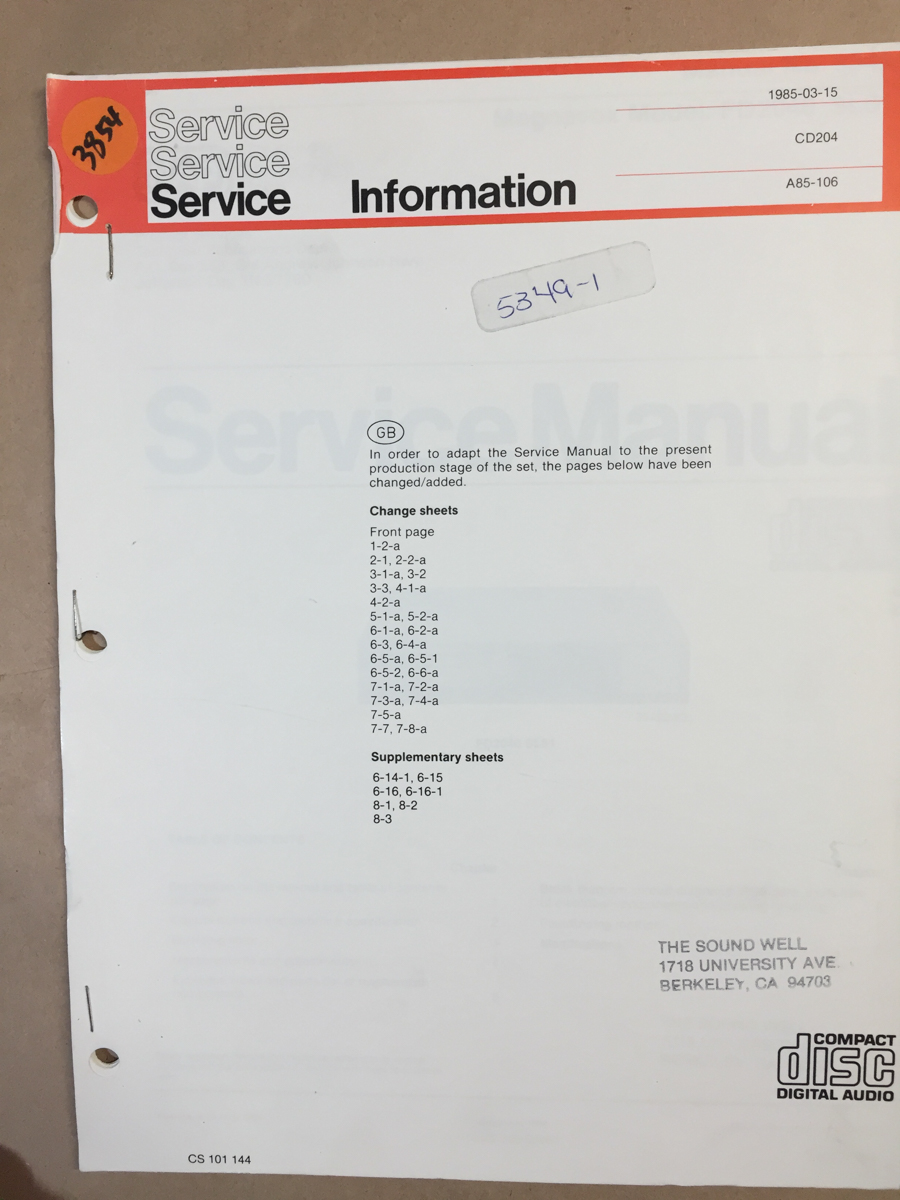 3854
Service
Service
Service Information
1985-03-15
CD204
A85-106
5349-1
Service Manual
GB
In order to adapt the Service Manual to the present
production stage of the set, the pages below have been
changed/added.
Change sheets
Front page
1-2-a
2-1, 2-2-a
3-1-a, 3-2
3-3, 4-1-a
4-2-a
5-1-a, 5-2-a
6-1-a, 6-2-a
6-3, 6-4-a
6-5-a, 6-5-1
6-5-2, 6-6-a
7-1-a, 7-2-a
7-3-a, 7-4-a
7-5-a
7-7, 7-8-a
Supplementary sheets
6-14-1, 6-15
6-16, 6-16-1
8-1, 8-2
8-3
THE SOUND WELL
1718 UNIVERSITY AVE.
BERKELEY, CA 94703
COMPACT
disc
DIGITAL AUDIO
CS 101 144